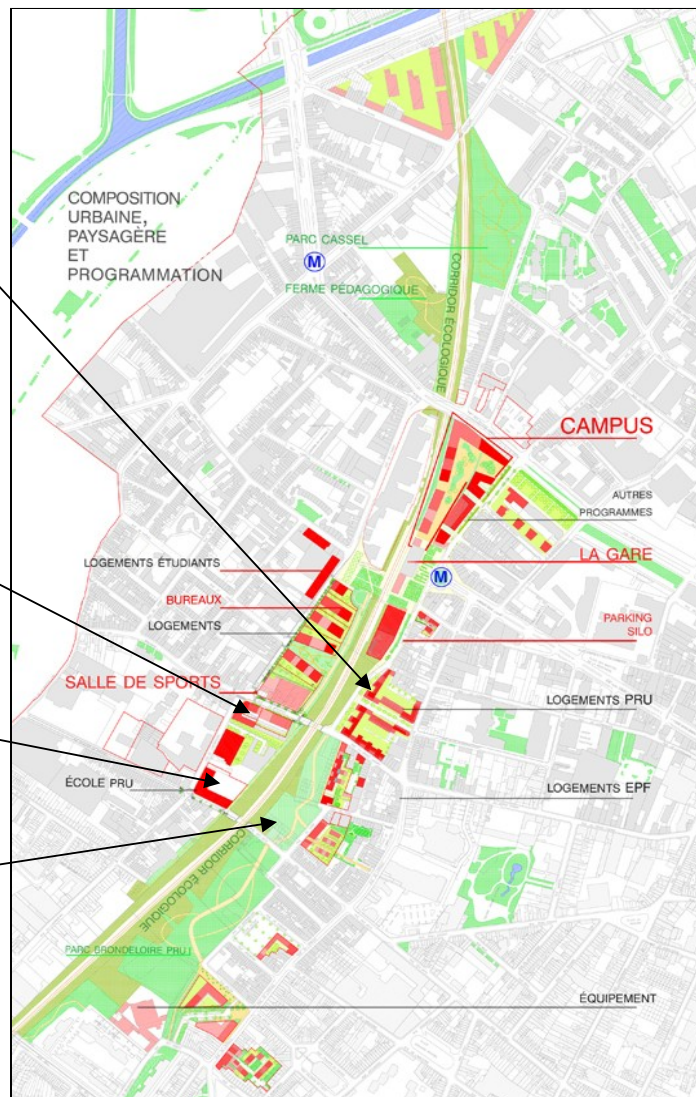 COMPOSITION
URBAINE,
PAYSAGÈRE
ET
PROGRAMMATION
PARC CASSEL
M
FERME PÉDAGOGIQUE
CORRIDOR ÉCOLOGIQUE
CAMPUS
AUTRES
PROGRAMMES
LOGEMENTS ÉTUDIANTS
LA GARE
M
BUREAUX
LOGEMENTS
PARKING
SILO
SALLE DE SPORTS
LOGEMENTS PRU
ÉCOLE PRU
LOGEMENTS EPF
CORRIDOR ÉCOLOGIQUE
PARC BRONDELOIRE PRU I
ÉQUIPEMENT